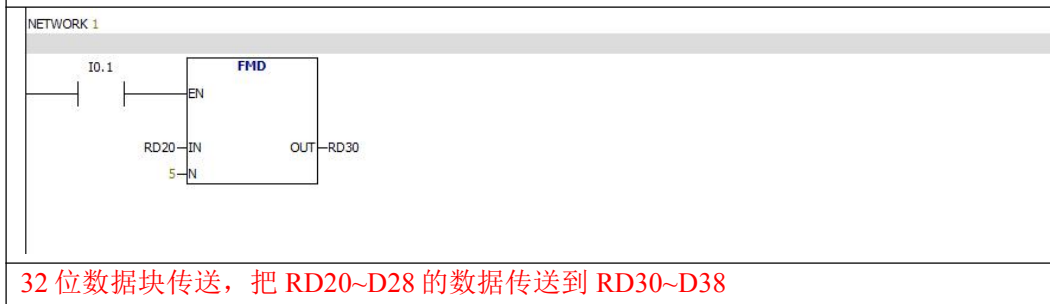 NETWORK 1
I0.1
FMD
EN
RD20 IN OUT RD30
5 N
32 位数据块传送，把 RD20~D28 的数据传送到 RD30~D38